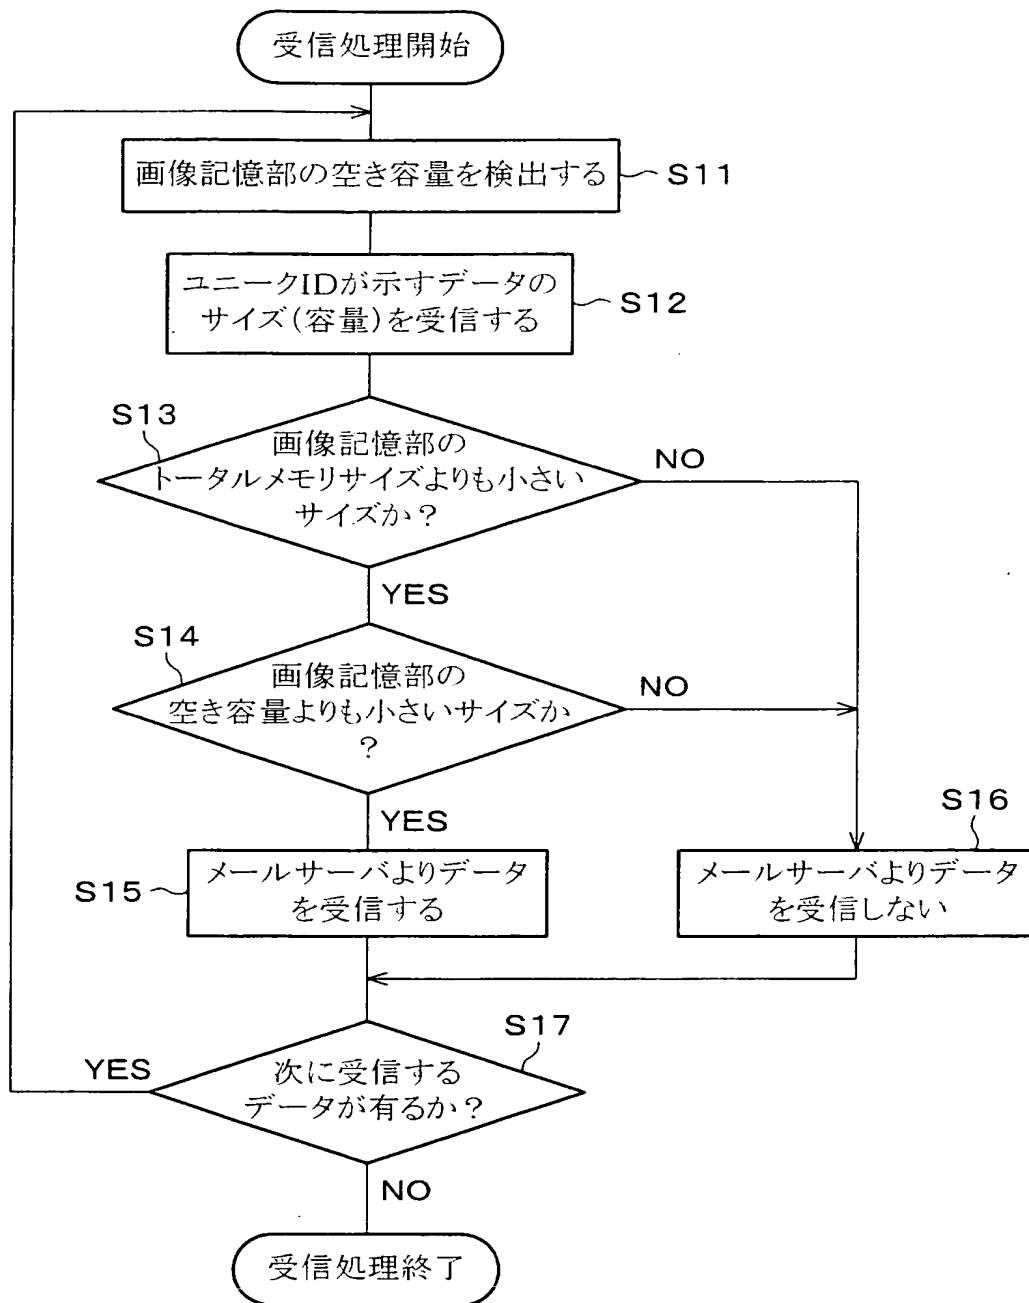 受信処理開始
画像記憶部の空き容量を検出する
S11
ユニークIDが示すデータの
サイズ(容量)を受信する
S12
S13
画像記憶部の
トータルメモリサイズよりも小さい
サイズか?
NO
YES
S14
画像記憶部の
空き容量よりも小さいサイズか
?
NO
YES
S15
メールサーバよりデータ
を受信する
S16
メールサーバよりデータ
を受信しない
S17
次に受信する
データが有るか?
YES
NO
受信処理終了